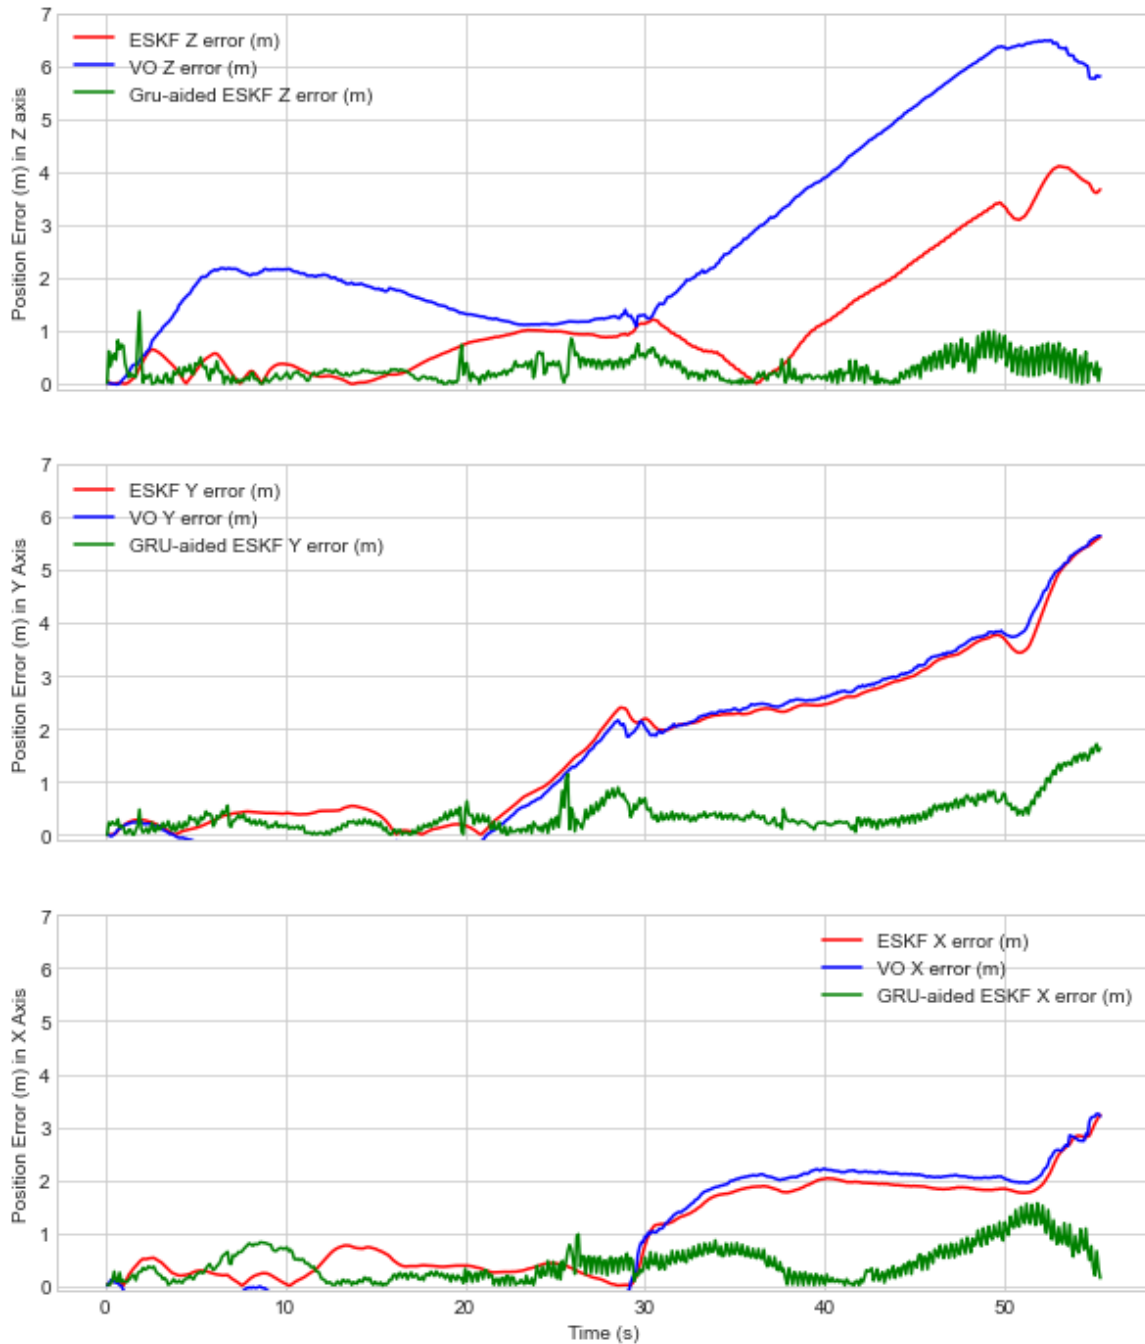 7
ESKF Z error (m)
VO Z error (m)
Gru-aided ESKF Z error (m)
6
5
4
3
2
1
0
Position Error (m) in Z axis
7
ESKF Y error (m)
VO Y error (m)
GRU-aided ESKF Y error (m)
6
5
4
3
2
1
0
Position Error (m) in Y Axis
7
ESKF X error (m)
VO X error (m)
GRU-aided ESKF X error (m)
6
5
4
3
2
1
0
Position Error (m) in X Axis
0 10 20 30 40 50
Time (s)